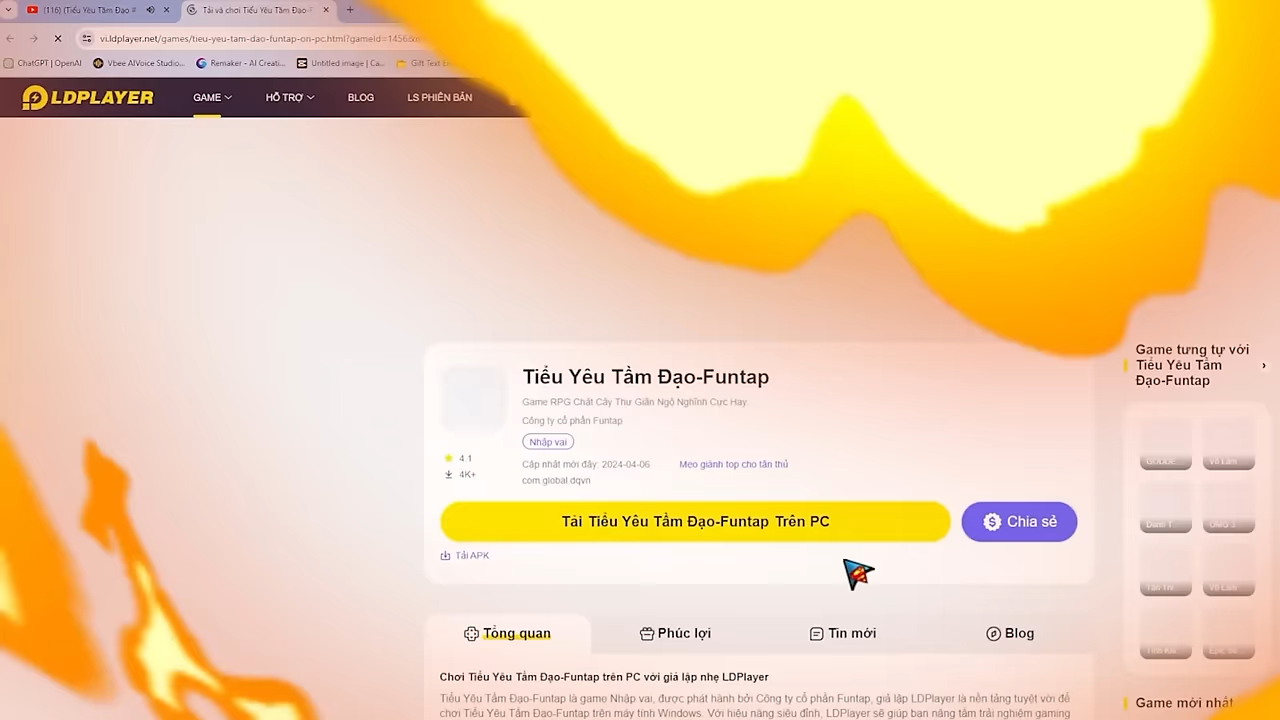 (116) (Tiểu Yêu Tầm Đạo
Tải và chơi Tiểu Yêu Tầm Đạo-
vi.ldplayer.net/games/tieu-yeu-tam-dao-funtap-on-pc.html?gameId=1456
ChatGPT | OpenAI
Vbee AIVoice Studio...
Remaker - AI Creati...
Untitled image | Ca...
Gift Text
LDPLAYER
GAME
HỖ TRỢ
BLOG
LS PHIÊN BẢN
Tiểu Yêu Tầm Đạo-Funtap
Game RPG Chặt Cây Thư Giãn Ngộ Nghĩnh Cực Hay.
Công ty cổ phần Funtap
Nhập vai
4.1
4K+
Cập nhật mới đây: 2024-04-06
Mẹo giành top cho tân thủ
com.global.dqvn
Tải Tiểu Yêu Tầm Đạo-Funtap Trên PC
Chia sẻ
Tải APK
Tổng quan
Phúc lợi
Tin mới
Blog
Chơi Tiểu Yêu Tầm Đạo-Funtap trên PC với giả lập nhẹ LDPlayer
Tiểu Yêu Tầm Đạo-Funtap là game Nhập vai, được phát hành bởi Công ty cổ phần Funtap, giả lập LDPlayer là nền tảng tuyệt vời để
chơi Tiểu Yêu Tầm Đạo-Funtap trên máy tính Windows. Với hiệu năng siêu đỉnh, LDPlayer sẽ giúp bạn nâng tầm trải nghiệm gaming
Game tương tự với
Tiểu Yêu Tầm
Đạo-Funtap
Game mới nhất